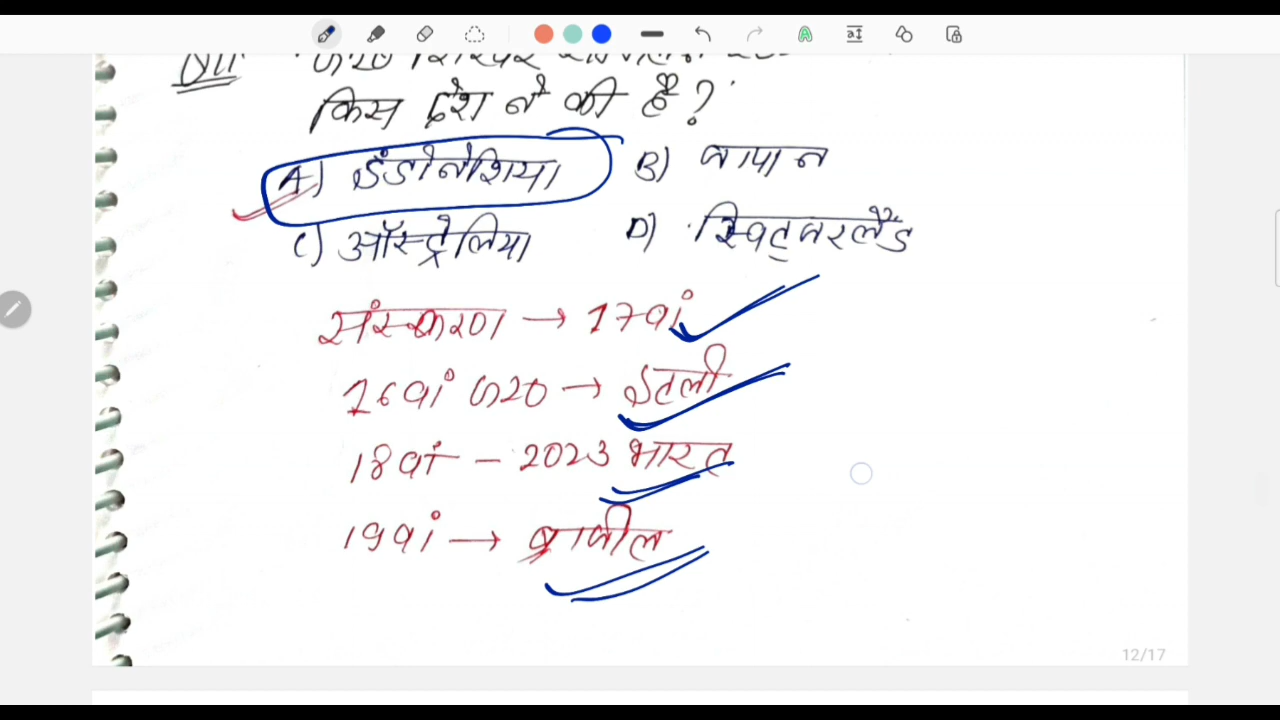 किस देश ने की है?
A) इंडोनेशिया B) जापान
C) ऑस्ट्रेलिया D) स्विट्जरलैंड
संस्करण → 17वां
16वां G20 → इटली
18वां - 2023 भारत
19वां → ब्राजील
12/17